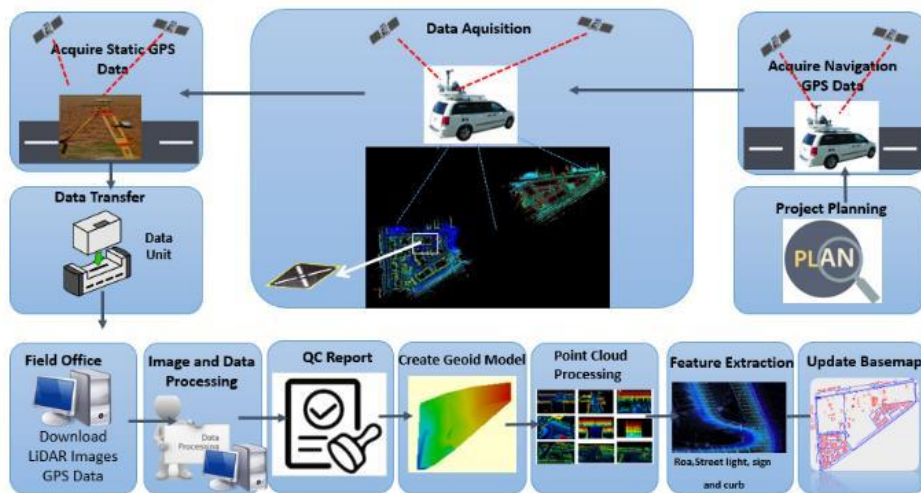 Acquire Static GPS
Data
Data Aquisition
Acquire Navigation
GPS Data
Data Transfer
Data
Unit
Project Planning
PLAN
Field Office
Download
LiDAR Images
GPS Data
Image and Data
Processing
Data
Processing
QC Report
Create Geoid Model
Point Cloud
Processing
Feature Extraction
Roa,Street light, sign
and curb
Update Basemap